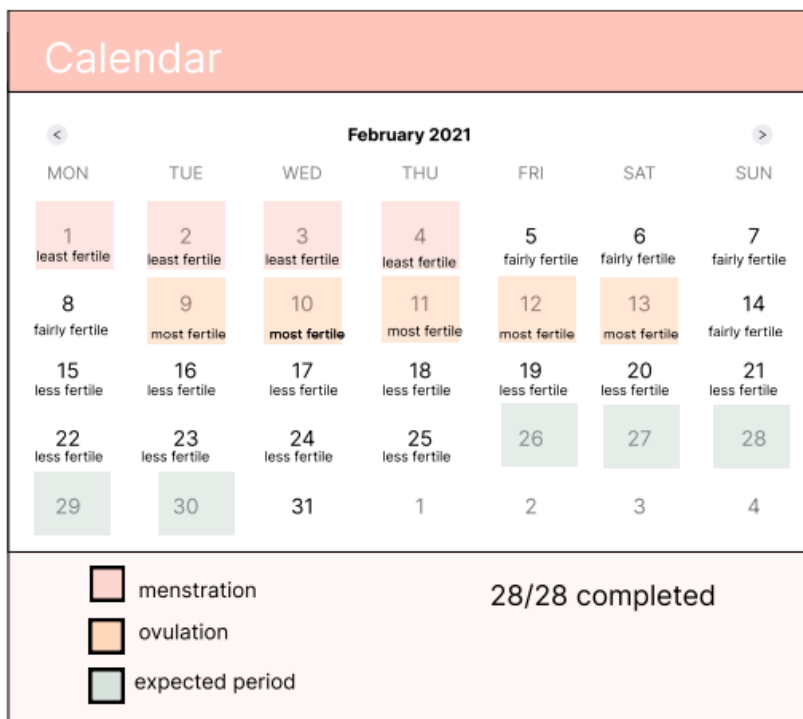 Calendar
< February 2021 >
MON TUE WED THU FRI SAT SUN
1 2 3 4 5 6 7
least fertile least fertile least fertile least fertile fairly fertile fairly fertile fairly fertile
8 9 10 11 12 13 14
fairly fertile most fertile most fertile most fertile most fertile most fertile fairly fertile
15 16 17 18 19 20 21
less fertile less fertile less fertile less fertile less fertile less fertile less fertile
22 23 24 25 26 27 28
less fertile less fertile less fertile less fertile
29 30 31 1 2 3 4
menstration
28/28 completed
ovulation
expected period